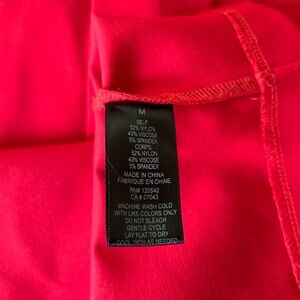 M
SELF:
52% NYLON
43% VISCOSE
5% SPANDEX
CORPS:
52% NYLON
43% VISCOSE
5% SPANDEX
MADE IN CHINA
FABRIQUE EN CHINE
RN# 120542
CA # 07043
MACHINE WASH COLD
WITH LIKE COLORS ONLY
DO NOT BLEACH
GENTLE CYCLE
LAY FLAT TO DRY
COOL IRON AS NEEDED